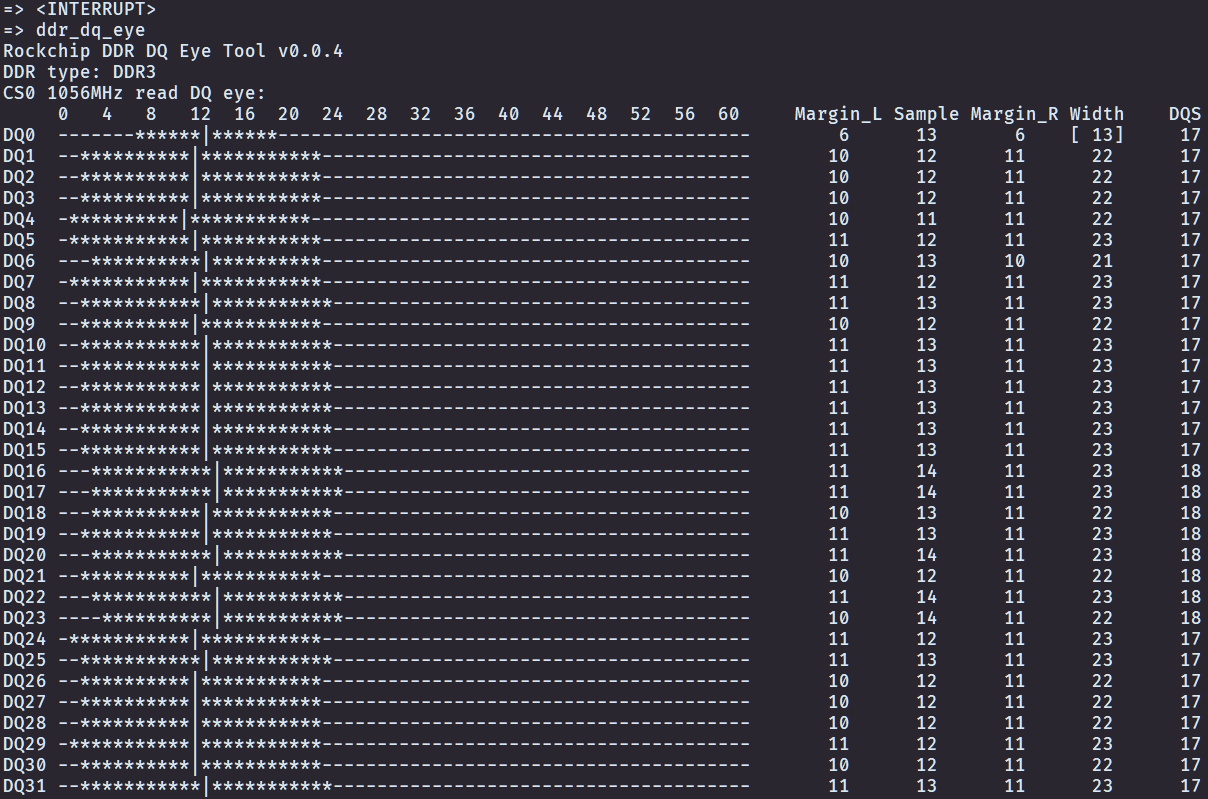 => <INTERRUPT>
=> ddr_dq_eye
Rockchip DDR DQ Eye Tool v0.0.4
DDR type: DDR3
CS0 1056MHz read DQ eye:
0 4 8 12 16 20 24 28 32 36 40 44 48 52 56 60 Margin_L Sample Margin_R Width DQS
DQ0 -------******|******------------------------------------------- 6 13 6 [ 13] 17
DQ1 --**********|***********--------------------------------------- 10 12 11 22 17
DQ2 --**********|***********--------------------------------------- 10 12 11 22 17
DQ3 --**********|***********--------------------------------------- 10 12 11 22 17
DQ4 -**********|***********---------------------------------------- 10 11 11 22 17
DQ5 -***********|***********--------------------------------------- 11 12 11 23 17
DQ6 ---**********|**********--------------------------------------- 10 13 10 21 17
DQ7 -***********|***********--------------------------------------- 11 12 11 23 17
DQ8 --***********|***********-------------------------------------- 11 13 11 23 17
DQ9 --**********|***********--------------------------------------- 10 12 11 22 17
DQ10 --***********|***********-------------------------------------- 11 13 11 23 17
DQ11 --***********|***********-------------------------------------- 11 13 11 23 17
DQ12 --***********|***********-------------------------------------- 11 13 11 23 17
DQ13 --***********|***********-------------------------------------- 11 13 11 23 17
DQ14 --***********|***********-------------------------------------- 11 13 11 23 17
DQ15 --***********|***********-------------------------------------- 11 13 11 23 17
DQ16 ---***********|***********------------------------------------- 11 14 11 23 18
DQ17 ---***********|***********------------------------------------- 11 14 11 23 18
DQ18 ---**********|***********-------------------------------------- 10 13 11 22 18
DQ19 --***********|***********-------------------------------------- 11 13 11 23 18
DQ20 ---***********|***********------------------------------------- 11 14 11 23 18
DQ21 --**********|***********--------------------------------------- 10 12 11 22 18
DQ22 ---***********|***********------------------------------------- 11 14 11 23 18
DQ23 ----**********|***********------------------------------------- 10 14 11 22 18
DQ24 -***********|***********--------------------------------------- 11 12 11 23 17
DQ25 --***********|***********-------------------------------------- 11 13 11 23 17
DQ26 --**********|***********--------------------------------------- 10 12 11 22 17
DQ27 --**********|***********--------------------------------------- 10 12 11 22 17
DQ28 --**********|***********--------------------------------------- 10 12 11 22 17
DQ29 -***********|***********--------------------------------------- 11 12 11 23 17
DQ30 --**********|***********--------------------------------------- 10 12 11 22 17
DQ31 --***********|***********-------------------------------------- 11 13 11 23 17